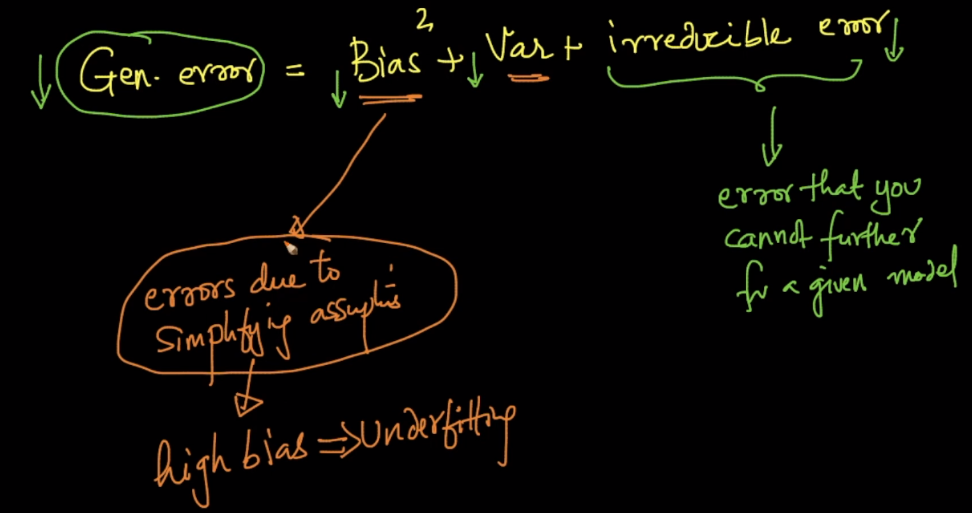 Gen. error = Bias² + Var + irreducible error
error that you
cannot further
for a given model
errors due to
simplifying assumptions
high bias ⇒ Underfitting